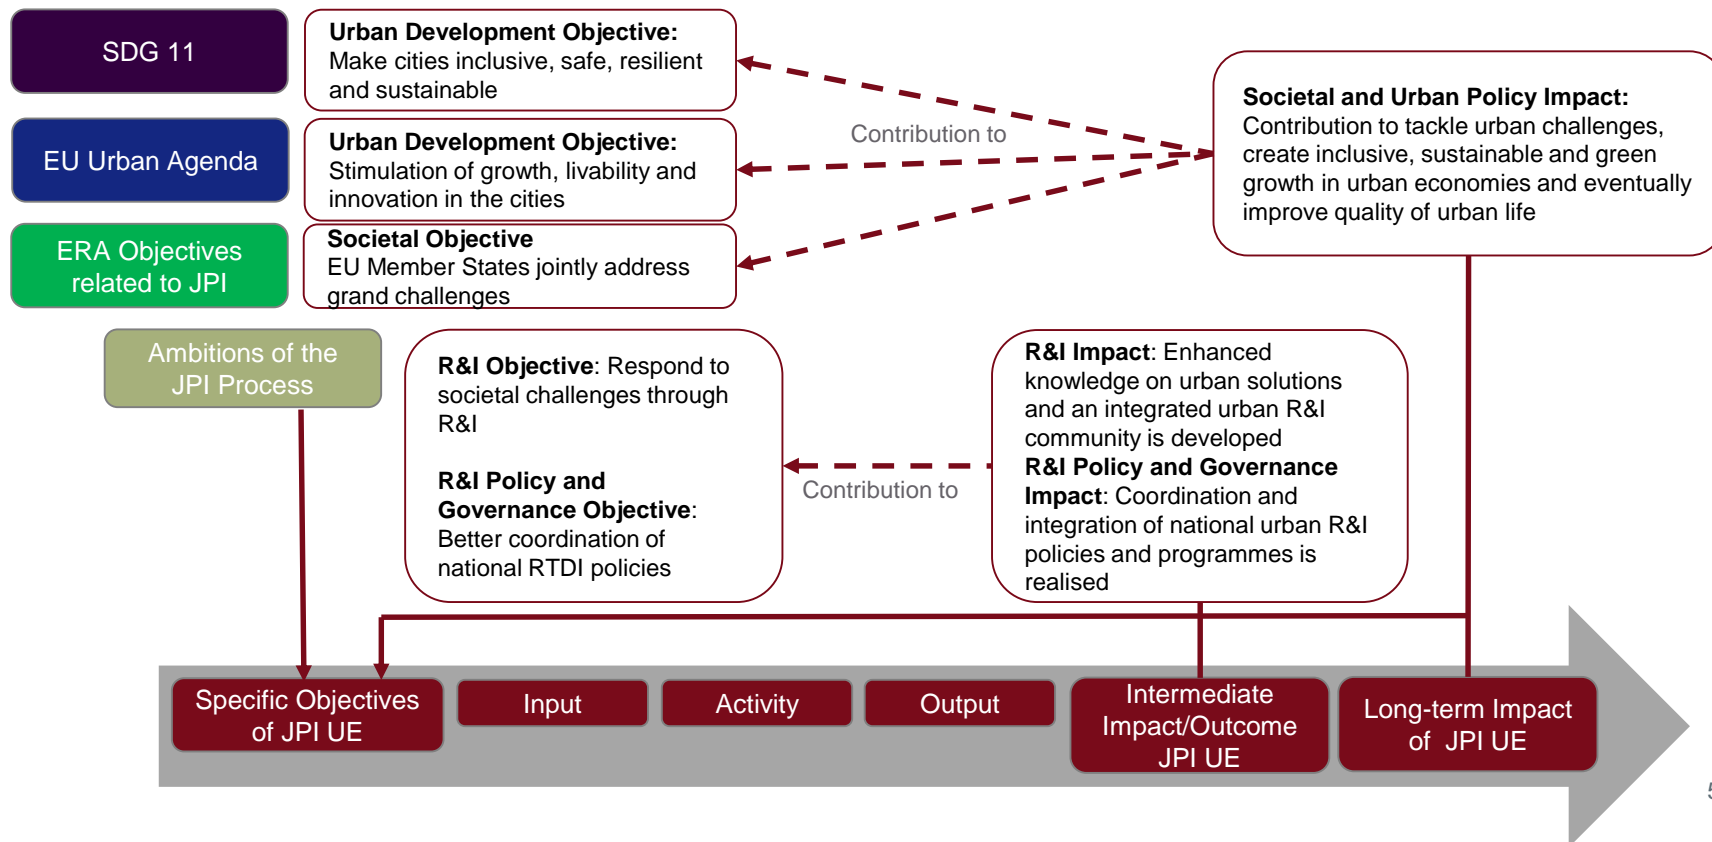 SDG 11
Urban Development Objective:
Make cities inclusive, safe, resilient
and sustainable
EU Urban Agenda
Urban Development Objective:
Stimulation of growth, livability and
innovation in the cities
ERA Objectives
related to JPI
Societal Objective
EU Member States jointly address
grand challenges
Contribution to
Societal and Urban Policy Impact:
Contribution to tackle urban challenges,
create inclusive, sustainable and green
growth in urban economies and eventually
improve quality of urban life
Ambitions of the
JPI Process
R&I Objective: Respond to
societal challenges through
R&I
R&I Policy and
Governance Objective:
Better coordination of
national RTDI policies
Contribution to
R&I Impact: Enhanced
knowledge on urban solutions
and an integrated urban R&I
community is developed
R&I Policy and Governance
Impact: Coordination and
integration of national urban R&I
policies and programmes is
realised
Specific Objectives
of JPI UE
Input
Activity
Output
Intermediate
Impact/Outcome
JPI UE
Long-term Impact
of JPI UE
5